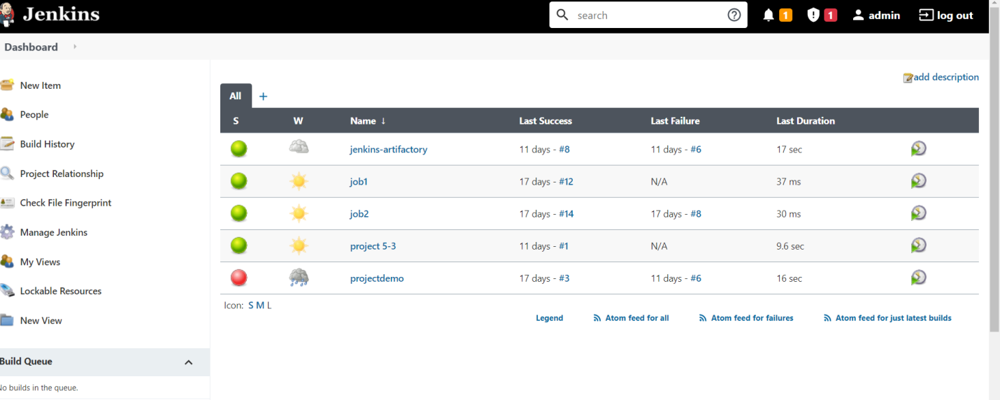 Jenkins
search
1
1
admin
log out
Dashboard
New Item
People
Build History
Project Relationship
Check File Fingerprint
Manage Jenkins
My Views
Lockable Resources
New View
Build Queue
No builds in the queue.
add description
All +
S W Name ↓ Last Success Last Failure Last Duration
jenkins-artifactory 11 days - #8 11 days - #6 17 sec
job1 17 days - #12 N/A 37 ms
job2 17 days - #14 17 days - #8 30 ms
project 5-3 11 days - #1 N/A 9.6 sec
projectdemo 17 days - #3 11 days - #6 16 sec
Icon: S M L
Legend Atom feed for all Atom feed for failures Atom feed for just latest builds